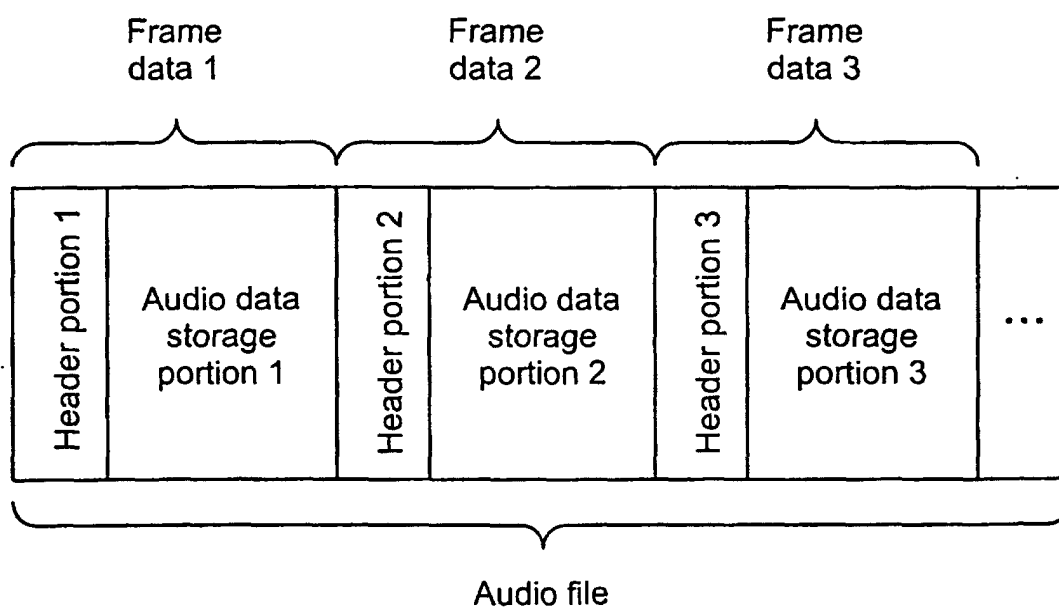 Frame
data 1
Frame
data 2
Frame
data 3
Header portion 1
Audio data
storage
portion 1
Header portion 2
Audio data
storage
portion 2
Header portion 3
Audio data
storage
portion 3
...
Audio file